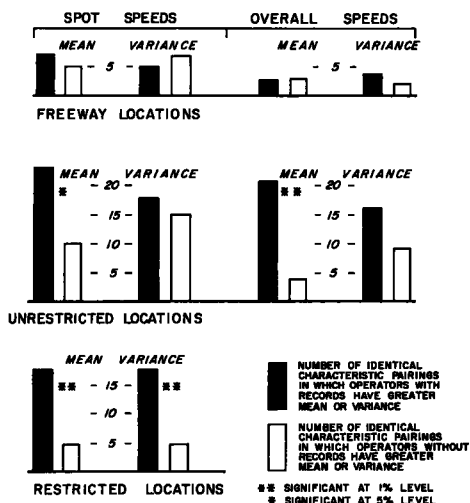 SPOT SPEEDS OVERALL SPEEDS
MEAN VARIANCE MEAN VARIANCE
- 5 - - 5 -
FREEWAY LOCATIONS
MEAN VARIANCE MEAN VARIANCE
* - 20 - ** - 20 -
- 15 - - 15 -
- 10 - - 10 -
- 5 - - 5 -
UNRESTRICTED LOCATIONS
MEAN VARIANCE
** - 15 - **
- 10 -
- 5 -
RESTRICTED LOCATIONS
NUMBER OF IDENTICAL
CHARACTERISTIC PAIRINGS
IN WHICH OPERATORS WITH
RECORDS HAVE GREATER
MEAN OR VARIANCE
NUMBER OF IDENTICAL
CHARACTERISTIC PAIRINGS
IN WHICH OPERATORS WITHOUT
RECORDS HAVE GREATER
MEAN OR VARIANCE
** SIGNIFICANT AT 1% LEVEL
* SIGNIFICANT AT 5% LEVEL